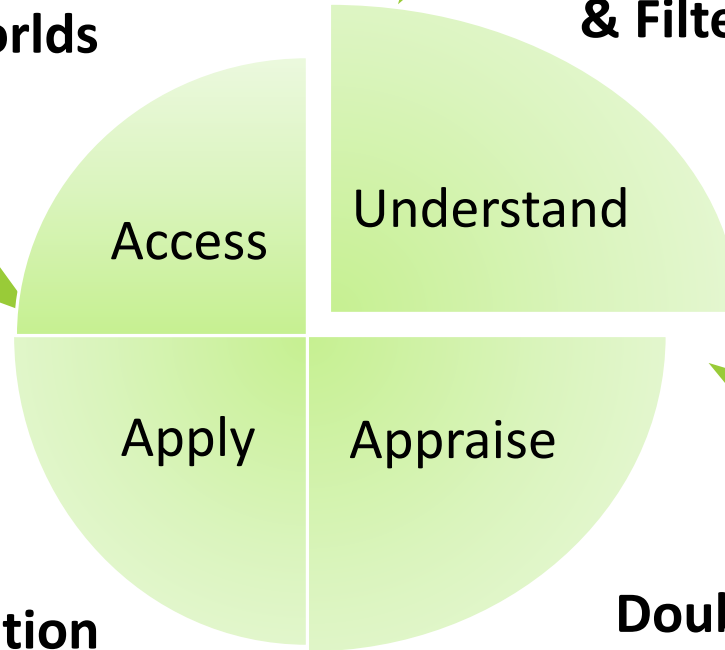 & Filte
orlds
Understand
Access
Apply
Appraise
Doul
tion